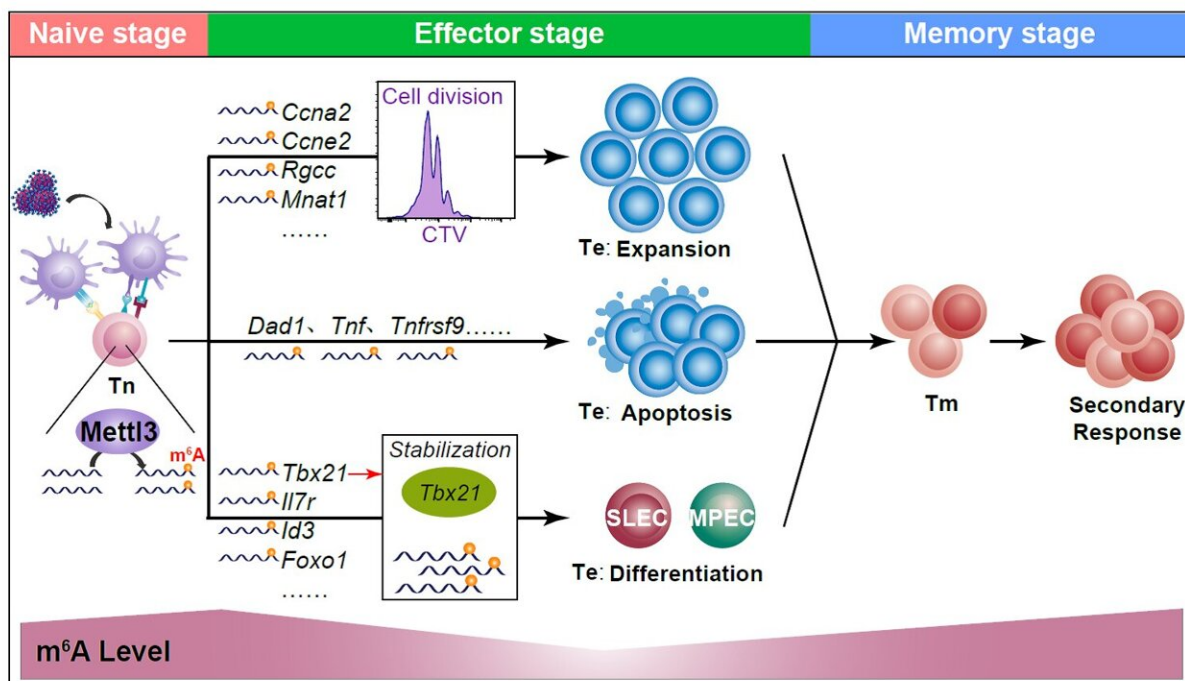 Naive stage
Effector stage
Memory stage
Ccna2
Ccne2
Rgcc
Mnat1
......
Cell division
CTV
Te: Expansion
Tn
Mettl3
m⁶A
Dad1、Tnf、Tnfrsf9......
Te: Apoptosis
Tbx21
Il7r
Id3
Foxo1
......
Stabilization
Tbx21
SLEC
MPEC
Te: Differentiation
Tm
Secondary
Response
m⁶A Level